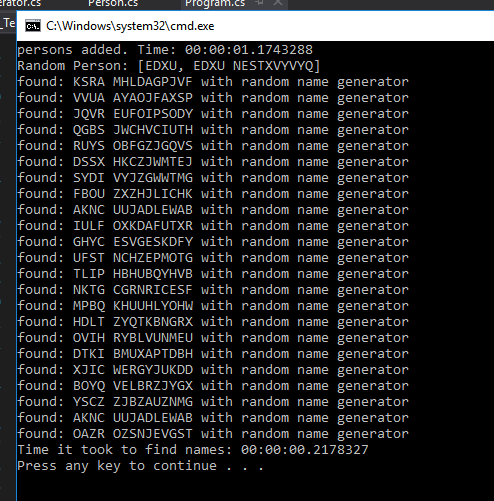 erator.cs Person.cs Program.cs
C:\Windows\system32\cmd.exe
_Te
persons added. Time: 00:00:01.1743288
Random Person: [EDXU, EDXU NESTXVYVYQ]
found: KSRA MHLDAGPJVF with random name generator
found: VVUA AYAOJFAXSP with random name generator
found: JQVR EUFOIPSODY with random name generator
found: QGBS JWCHVCIUTH with random name generator
found: RUYS OBFGZJGQVS with random name generator
found: DSSX HKCZJWMTEJ with random name generator
found: SYDI VYJZGWWTMG with random name generator
found: FBOU ZXZHJLICHK with random name generator
found: AKNC UUJADLEWAB with random name generator
found: IULF OXKDAFUTXR with random name generator
found: GHYC ESVGESKDFY with random name generator
found: UFST NCHZEPMOTG with random name generator
found: TLIP HBHUBQYHVB with random name generator
found: NKTG CGRNRICESF with random name generator
found: MPBQ KHUUHLYOHW with random name generator
found: HDLT ZYQTKBNGRX with random name generator
found: OVIH RYBLVUNMEU with random name generator
found: DTKI BMUXAPTDBH with random name generator
found: XJIC WERGYJUKDD with random name generator
found: BOYQ VELBRZJYGX with random name generator
found: YSCZ ZJBZAUZNMG with random name generator
found: AKNC UUJADLEWAB with random name generator
found: OAZR OZSNJEVGST with random name generator
Time it took to find names: 00:00:00.2178327
Press any key to continue . . .